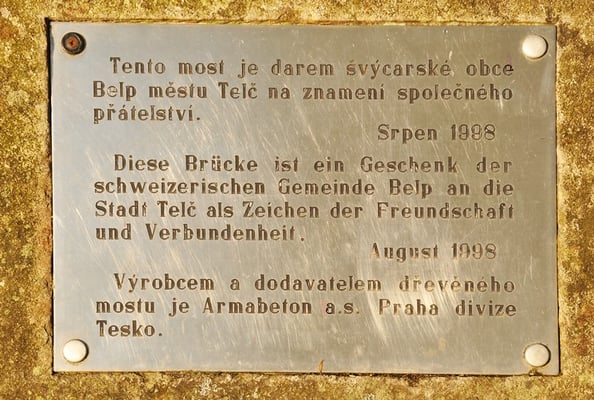 Tento most je darem švýcarské obce
Belp městu Telč na znamení společného
přátelství.
Srpen 1998
Diese Brücke ist ein Geschenk der
schweizerischen Gemeinde Belp an die
Stadt Telč als Zeichen der Freundschaft
und Verbundenheit.
August 1998
Výrobcem a dodavatelem dřevěného
mostu je Armabeton a.s. Praha divize
Tesko.